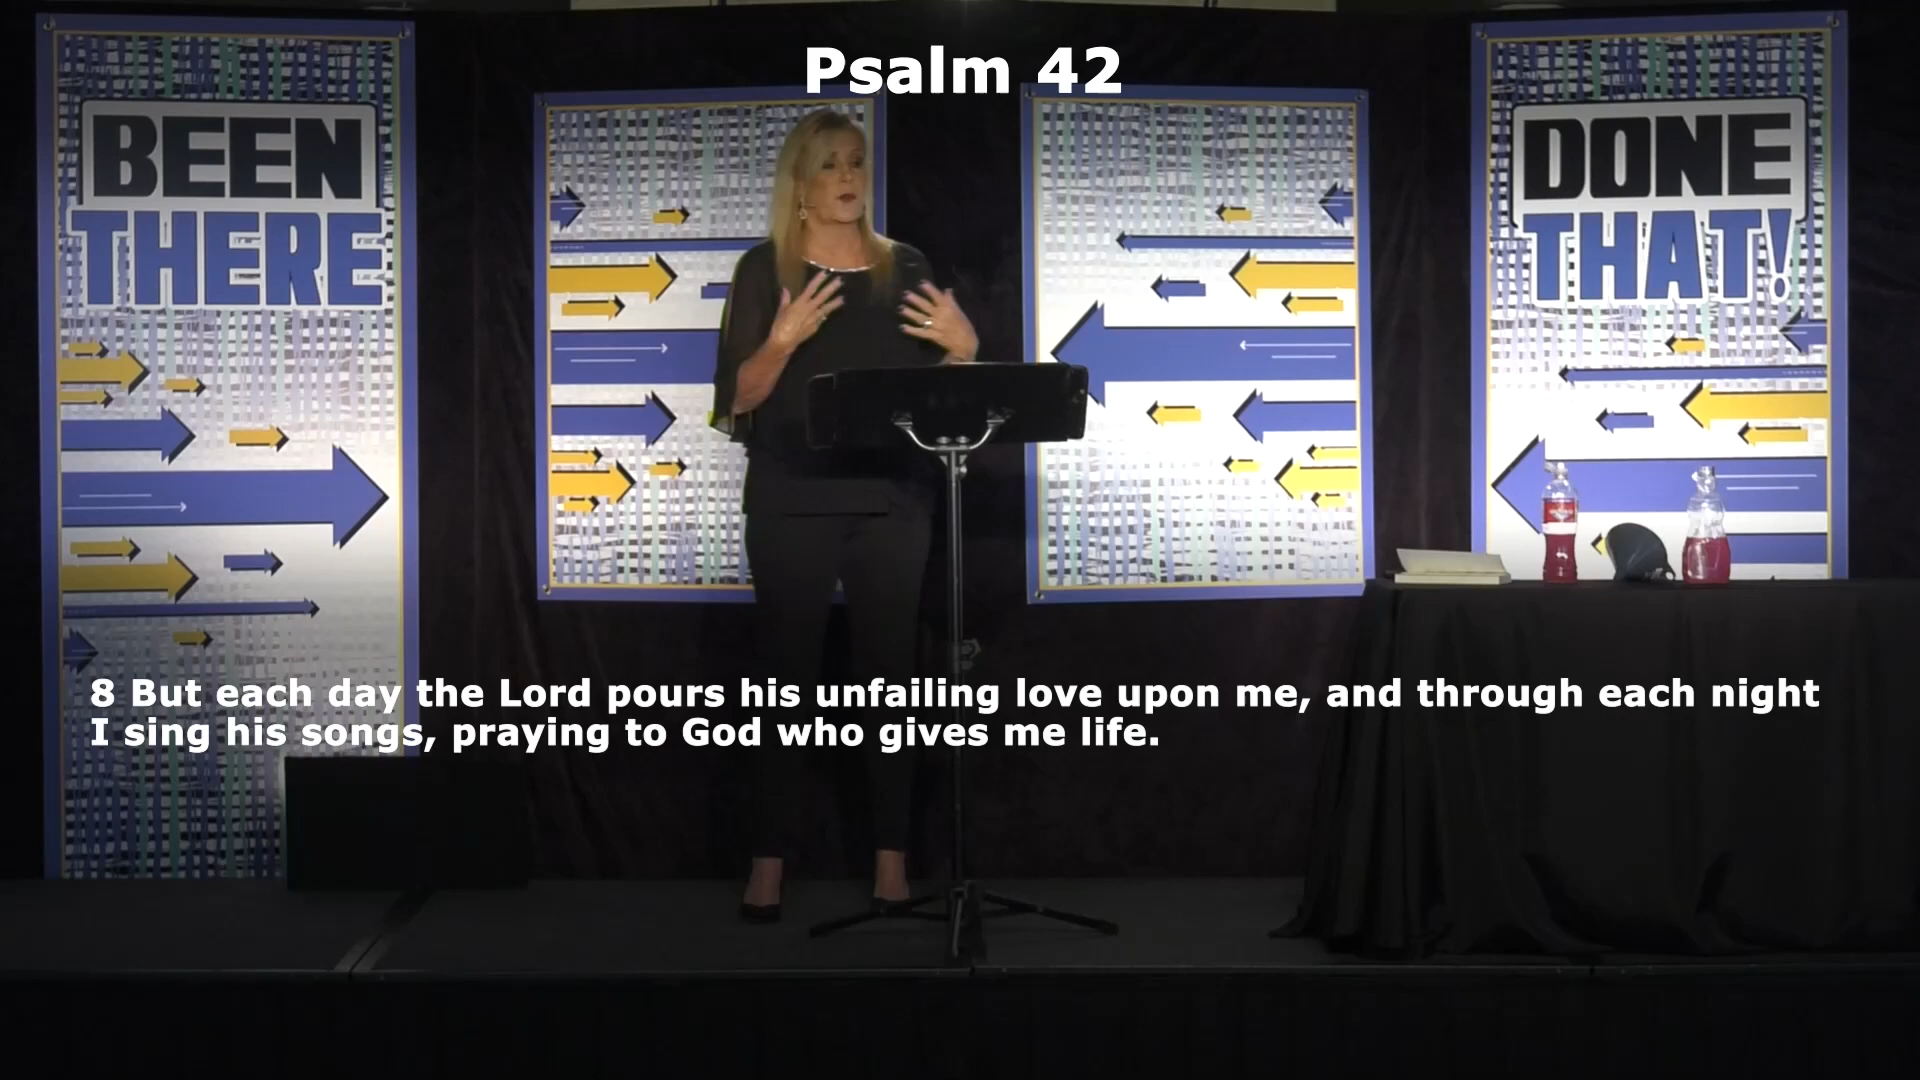 Psalm 42
BEEN
THERE
DONE
THAT!
8 But each day the Lord pours his unfailing love upon me, and through each night
I sing his songs, praying to God who gives me life.